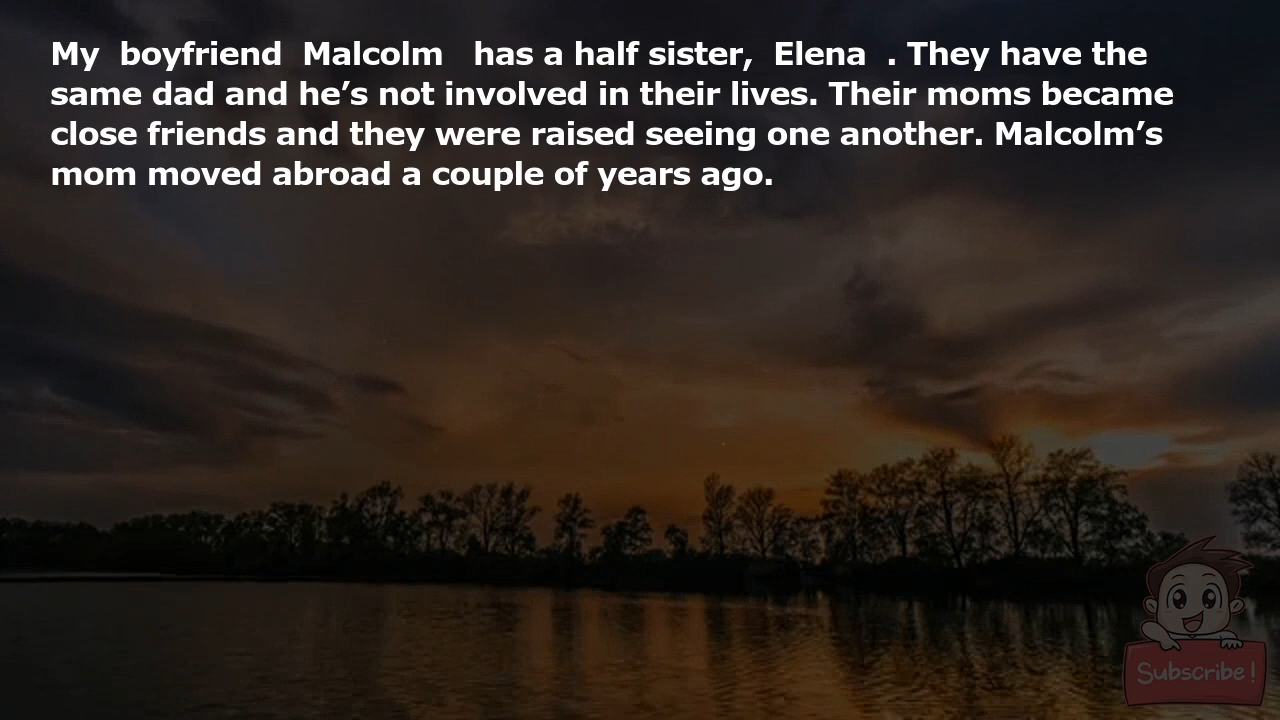 My boyfriend Malcolm has a half sister, Elena . They have the
same dad and he’s not involved in their lives. Their moms became
close friends and they were raised seeing one another. Malcolm’s
mom moved abroad a couple of years ago.
Subscribe!